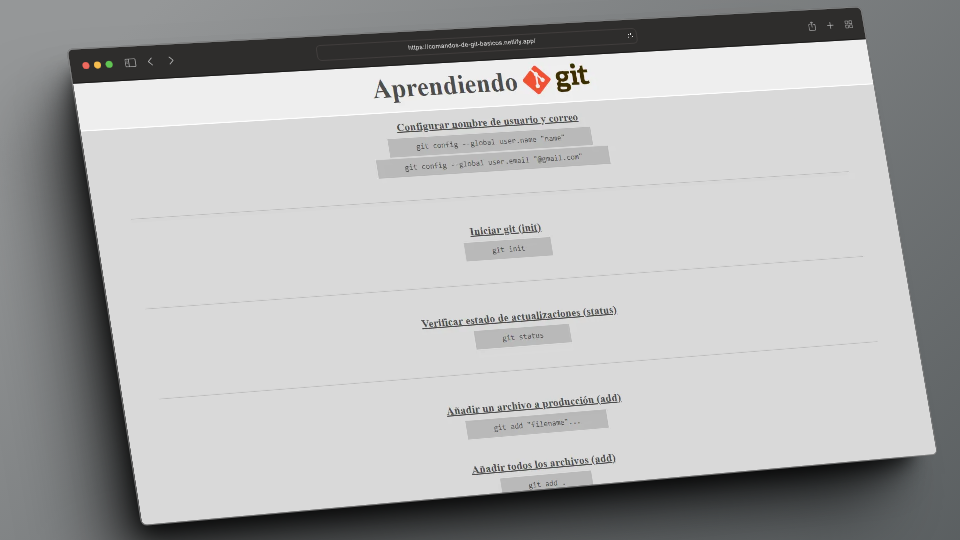 https://comandos-de-git-basicos.netlify.app/
Aprendiendo git
Configurar nombre de usuario y correo
git config - global user.name "name"
git config - global user.email "@gmail.com"
Iniciar git (init)
git init
Verificar estado de actualizaciones (status)
git status
Añadir un archivo a producción (add)
git add "filename"...
Añadir todos los archivos (add)
git add .